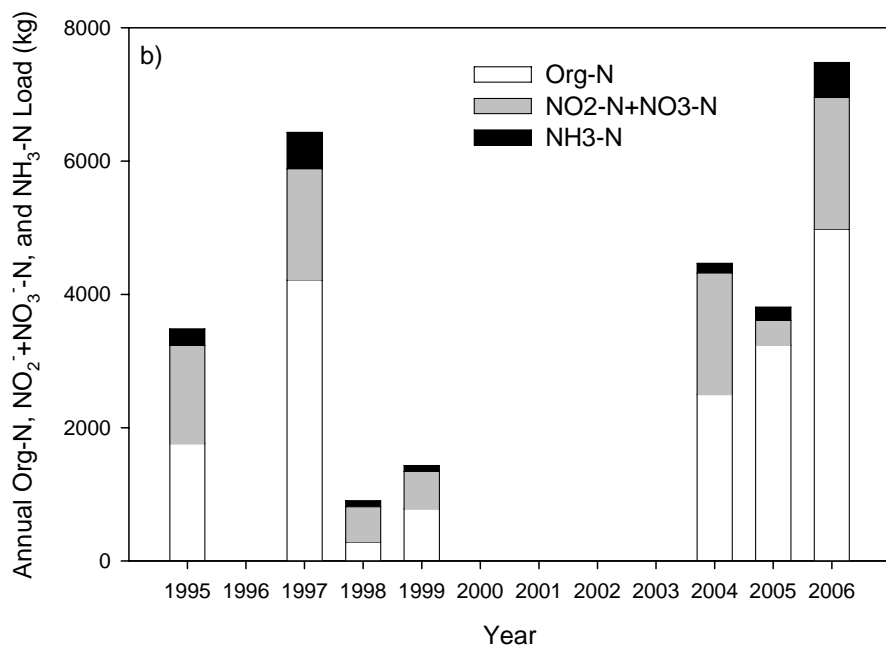 b)
Org-N
NO2-N+NO3-N
NH3-N
Annual Org-N, NO₂⁻+NO₃⁻-N, and NH₃-N Load (kg)
8000
6000
4000
2000
0
1995 1996 1997 1998 1999 2000 2001 2002 2003 2004 2005 2006
Year